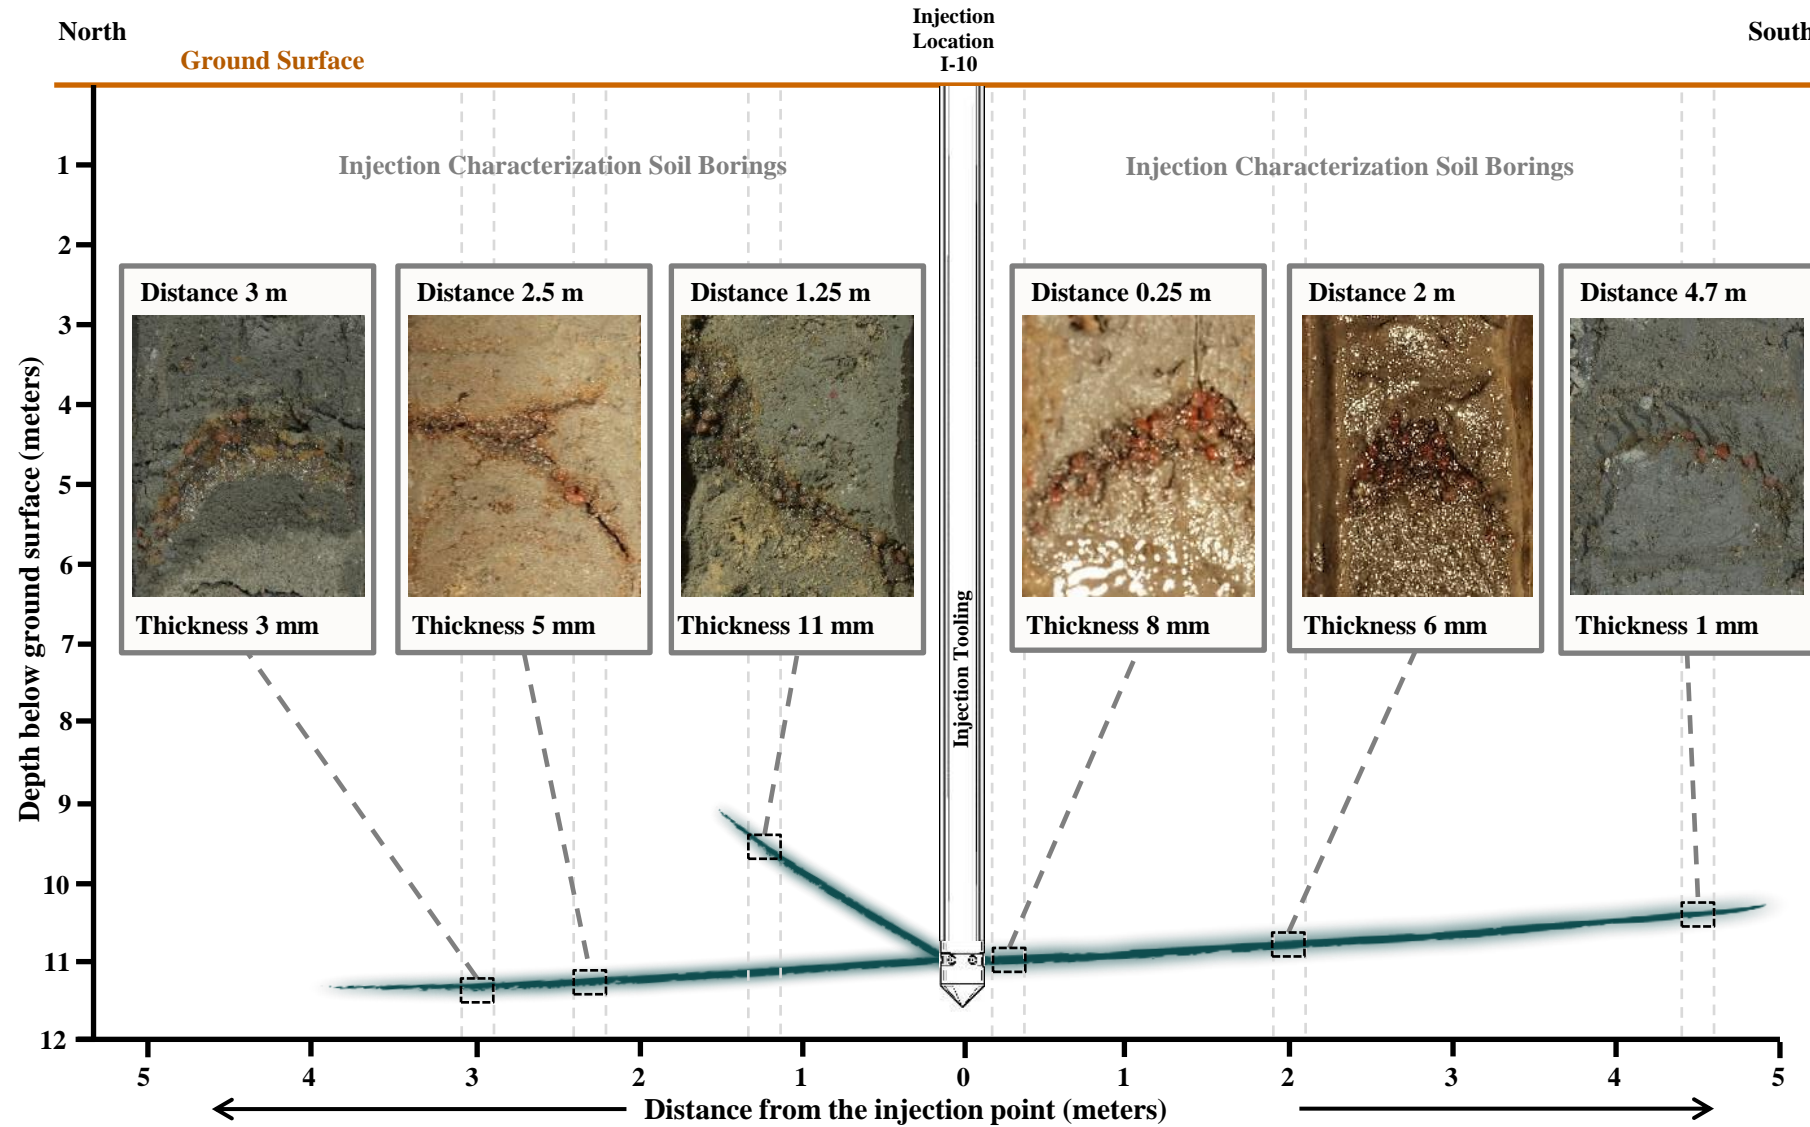 North
Injection
Location
I-10
South
Ground Surface
Injection Characterization Soil Borings
Injection Characterization Soil Borings
Distance 3 m
Thickness 3 mm
Distance 2.5 m
Thickness 5 mm
Distance 1.25 m
Thickness 11 mm
Distance 0.25 m
Thickness 8 mm
Distance 2 m
Thickness 6 mm
Distance 4.7 m
Thickness 1 mm
Injection Tooling
Depth below ground surface (meters)
1
2
3
4
5
6
7
8
9
10
11
12
5 4 3 2 1 0 1 2 3 4 5
Distance from the injection point (meters)